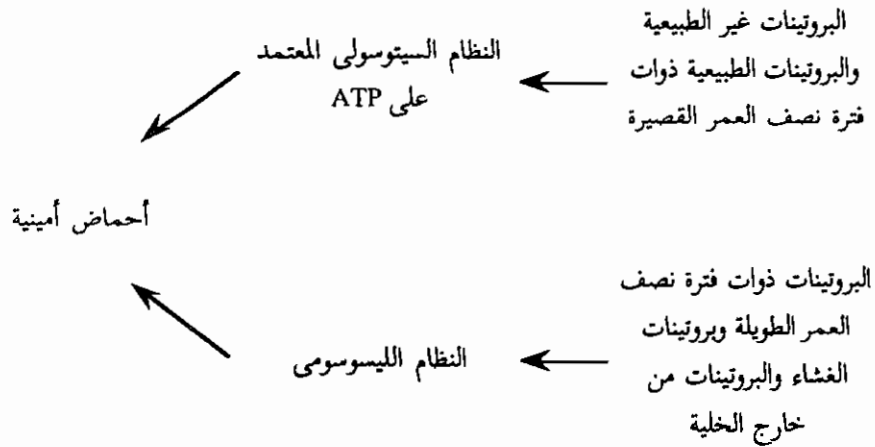 البروتينات غير الطبيعية
والبروتينات الطبيعية ذوات
فترة نصف العمر القصيرة
النظام السيتوسولى المعتمد
على ATP
أحماض أمينية
البروتينات ذوات فترة نصف
العمر الطويلة وبروتينات
الغشاء والبروتينات من
خارج الخلية
النظام الليسوسومى